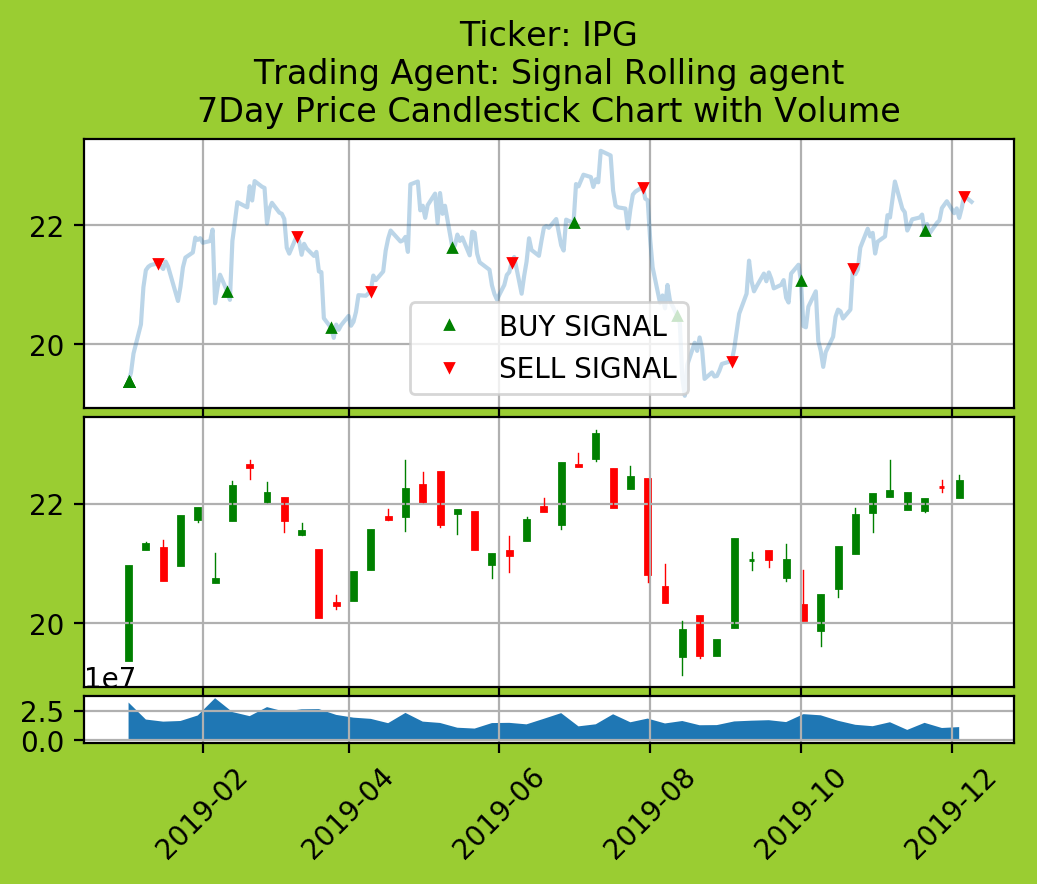 Ticker: IPG
Trading Agent: Signal Rolling agent
7Day Price Candlestick Chart with Volume
22
20
BUY SIGNAL
SELL SIGNAL
22
20
1e7
2.5
0.0
2019-02
2019-04
2019-06
2019-08
2019-10
2019-12